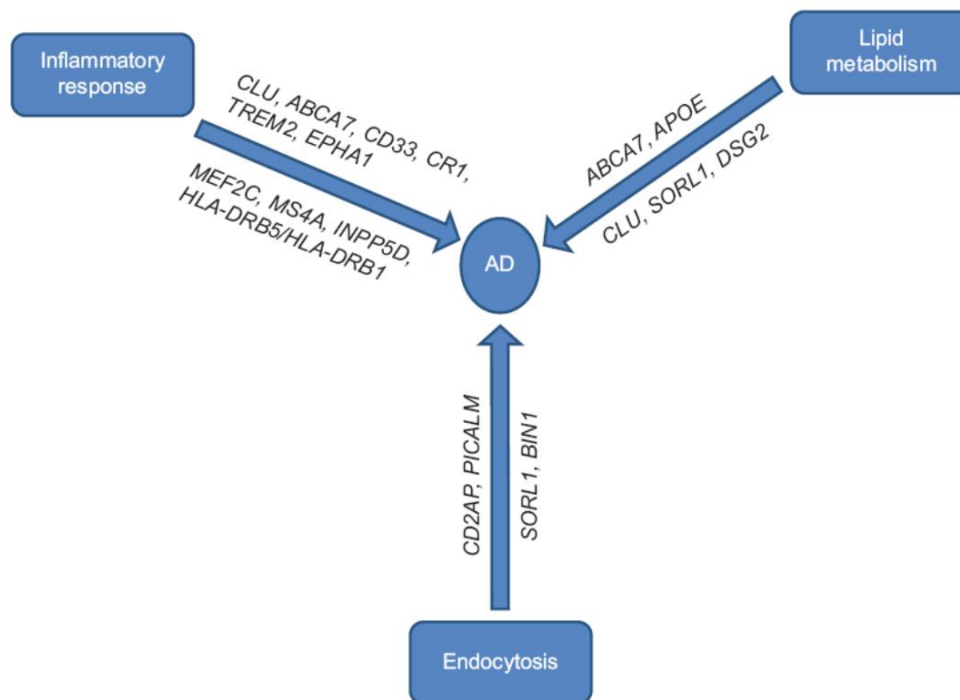 Inflammatory
response
Lipid
metabolism
CLU, ABCA7, CD33, CR1,
TREM2, EPHA1
MEF2C, MS4A, INPP5D,
HLA-DRB5/HLA-DRB1
ABCA7, APOE
CLU, SORL1, DSG2
AD
CD2AP, PICALM
SORL1, BIN1
Endocytosis